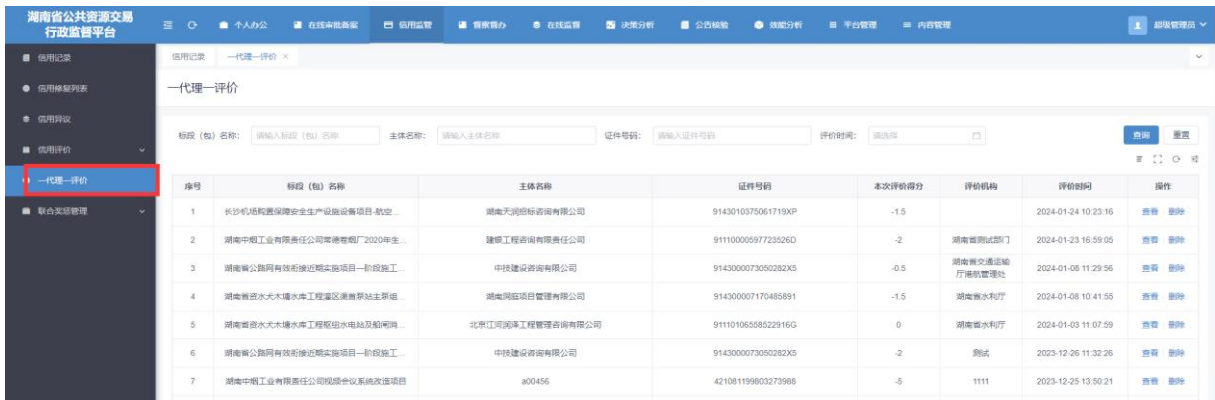 湖南省公共资源交易
行政监督平台
个人办公 在线审批备案 信用监管 督察督办 在线监督 决策分析 公告核验 效能分析 平台管理 内容管理 超级管理员
信用记录
信用修复列表
信用异议
信用评价
一代理一评价
联合奖惩管理
信用记录 一代理一评价 ×
一代理一评价
标段（包）名称： 请输入标段（包）名称 主体名称： 请输入主体名称 证件号码： 请输入证件号码 评价时间： 请选择 查询 重置
序号 标段（包）名称 主体名称 证件号码 本次评价得分 评价机构 评价时间 操作
1 长沙机场购置保障安全生产设施设备项目-航空... 湖南天润招标咨询有限公司 9143010375061719XP -1.5 2024-01-24 10:23:16 查看 删除
2 湖南中烟工业有限责任公司常德卷烟厂2020年生... 建银工程咨询有限责任公司 91110000597723526D -2 湖南省测试部门 2024-01-23 16:59:05 查看 删除
3 湖南省公路网有效衔接近期实施项目一阶段施工... 中技建设咨询有限公司 9143000073050282X5 -0.5 湖南省交通运输厅港航管理处 2024-01-08 11:29:56 查看 删除
4 湖南省资水犬木塘水库工程灌区渠首泵站主泵组... 湖南润庭项目管理有限公司 914300007170485891 -1.5 湖南省水利厅 2024-01-08 10:41:55 查看 删除
5 湖南省资水犬木塘水库工程枢纽水电站及船闸消... 北京江河润泽工程管理咨询有限公司 91110106558522916G 0 湖南省水利厅 2024-01-03 11:07:59 查看 删除
6 湖南省公路网有效衔接近期实施项目一阶段施工... 中技建设咨询有限公司 9143000073050282X5 -2 测试 2023-12-26 11:32:26 查看 删除
7 湖南中烟工业有限责任公司视频会议系统改造项目 a00456 421081199803273988 -5 1111 2023-12-25 13:50:21 查看 删除